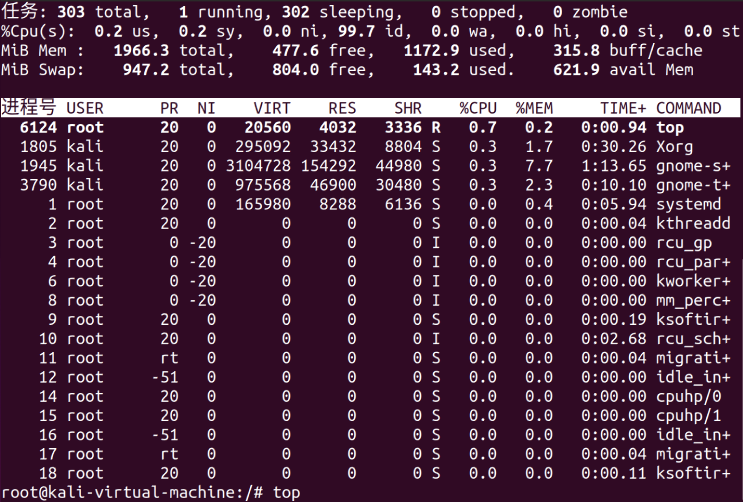 任务: 303 total,   1 running, 302 sleeping,   0 stopped,   0 zombie
%Cpu(s):  0.2 us,  0.2 sy,  0.0 ni, 99.7 id,  0.0 wa,  0.0 hi,  0.0 si,  0.0 st
MiB Mem :   1966.3 total,    477.6 free,   1172.9 used,    315.8 buff/cache
MiB Swap:    947.2 total,    804.0 free,    143.2 used.    621.9 avail Mem
进程号 USER      PR  NI    VIRT    RES    SHR    %CPU  %MEM     TIME+ COMMAND
6124 root      20   0   20560   4032   3336 R   0.7   0.2   0:00.94 top
1805 kali      20   0  295092  33432   8804 S   0.3   1.7   0:30.26 Xorg
1945 kali      20   0 3104728 154292  44980 S   0.3   7.7   1:13.65 gnome-s+
3790 kali      20   0  975568  46900  30480 S   0.3   2.3   0:10.10 gnome-t+
1 root      20   0  165980   8288   6136 S   0.0   0.4   0:05.94 systemd
2 root      20   0       0      0      0 S   0.0   0.0   0:00.04 kthreadd
3 root       0 -20       0      0      0 I   0.0   0.0   0:00.00 rcu_gp
4 root       0 -20       0      0      0 I   0.0   0.0   0:00.00 rcu_par+
6 root       0 -20       0      0      0 I   0.0   0.0   0:00.00 kworker+
8 root       0 -20       0      0      0 I   0.0   0.0   0:00.00 mm_perc+
9 root      20   0       0      0      0 S   0.0   0.0   0:00.19 ksoftir+
10 root      20   0       0      0      0 I   0.0   0.0   0:02.68 rcu_sch+
11 root      rt   0       0      0      0 S   0.0   0.0   0:00.04 migrati+
12 root     -51   0       0      0      0 S   0.0   0.0   0:00.00 idle_in+
14 root      20   0       0      0      0 S   0.0   0.0   0:00.00 cpuhp/0
15 root      20   0       0      0      0 S   0.0   0.0   0:00.00 cpuhp/1
16 root     -51   0       0      0      0 S   0.0   0.0   0:00.00 idle_in+
17 root      rt   0       0      0      0 S   0.0   0.0   0:00.04 migrati+
18 root      20   0       0      0      0 S   0.0   0.0   0:00.11 ksoftir+
root@kali-virtual-machine:/# top